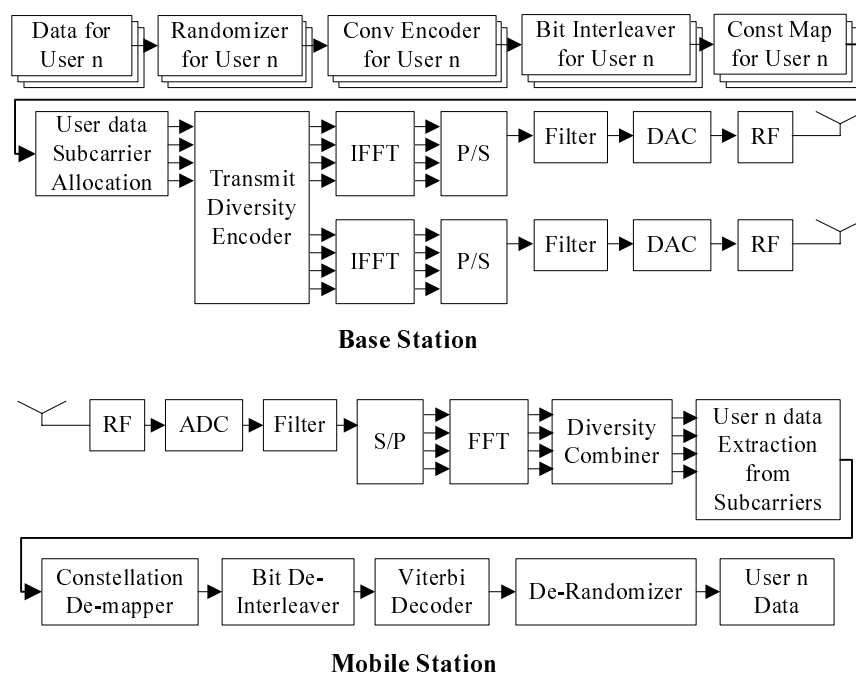 Data for
User n
Randomizer
for User n
Conv Encoder
for User n
Bit Interleaver
for User n
Const Map
for User n
User data
Subcarrier
Allocation
Transmit
Diversity
Encoder
IFFT
P/S
Filter
DAC
RF
IFFT
P/S
Filter
DAC
RF
Base Station
RF
ADC
Filter
S/P
FFT
Diversity
Combiner
User n data
Extraction
from
Subcarriers
Constellation
De-mapper
Bit De-
Interleaver
Viterbi
Decoder
De-Randomizer
User n
Data
Mobile Station